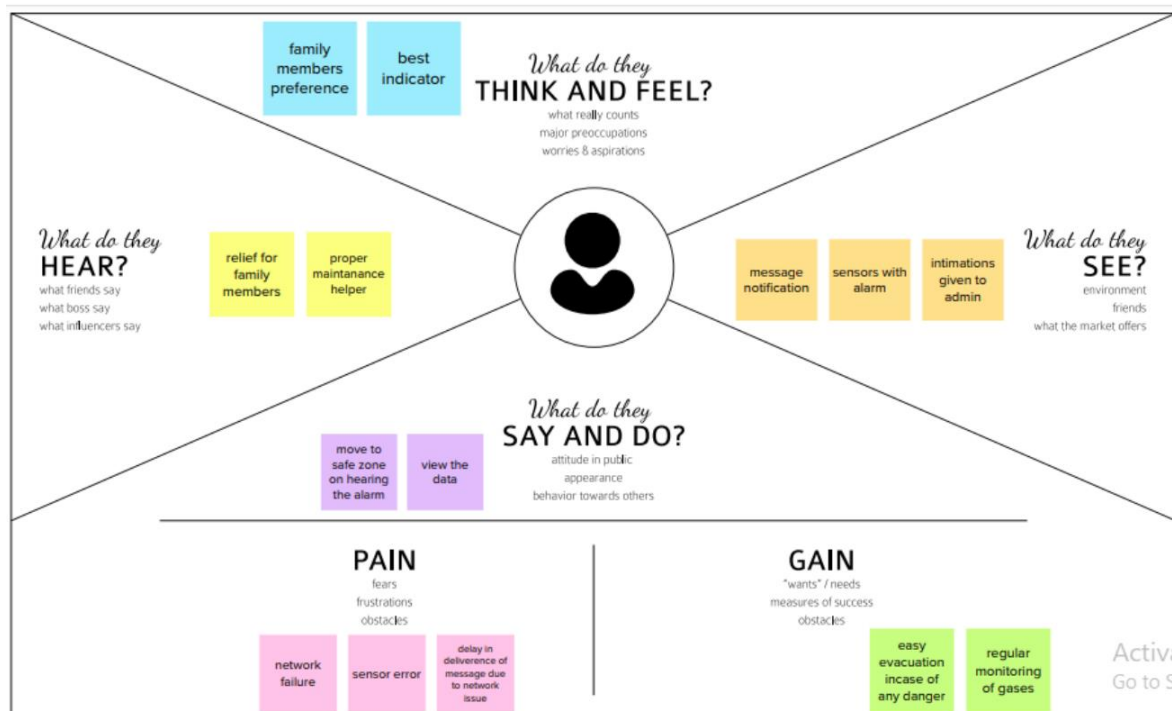 family
members
preference
best
indicator
What do they
THINK AND FEEL?
what really counts
major preoccupations
worries & aspirations
What do they
HEAR?
what friends say
what boss say
what influencers say
relief for
family
members
proper
maintanance
helper
message
notification
sensors with
alarm
intimations
given to
admin
What do they
SEE?
environment
friends
what the market offers
What do they
SAY AND DO?
attitude in public
appearance
behavior towards others
move to
safe zone
on hearing
the alarm
view the
data
PAIN
fears
frustrations
obstacles
network
failure
sensor error
delay in
deliverence of
message due
to network
issue
GAIN
"wants" / needs
measures of success
obstacles
easy
evacuation
incase of
any danger
regular
monitoring
of gases
Activa
Go to S